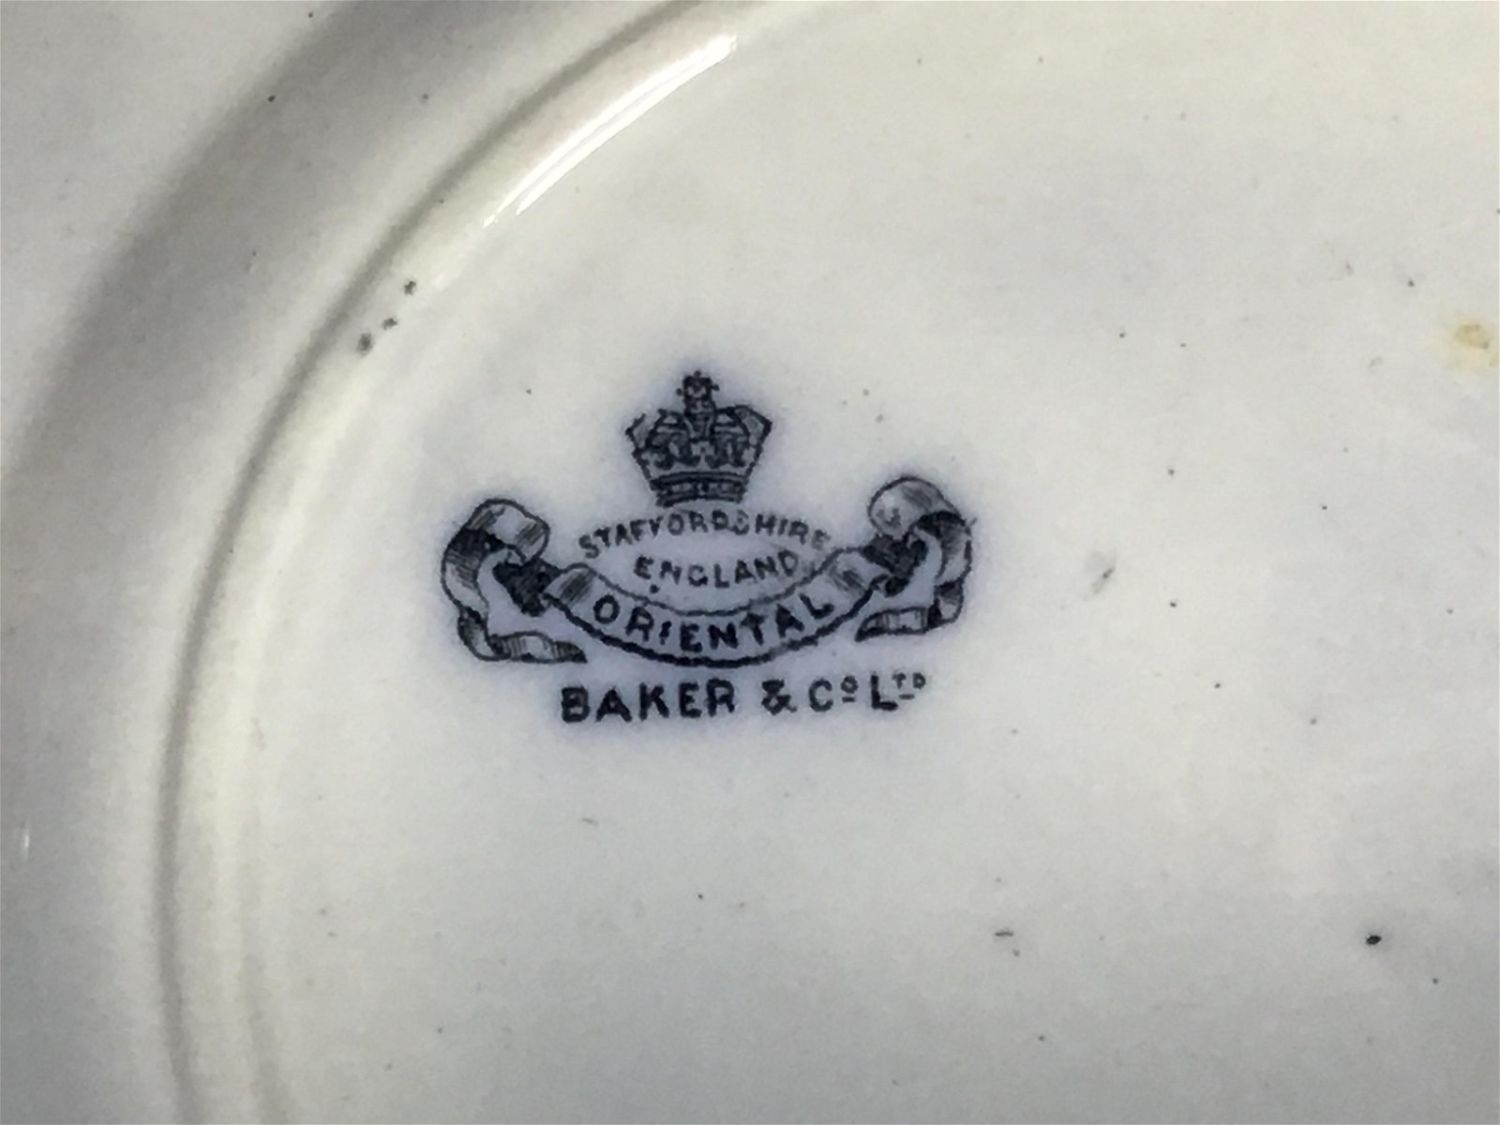 STAFFORDSHIRE
ENGLAND
ORIENTAL
BAKER & Co LTD